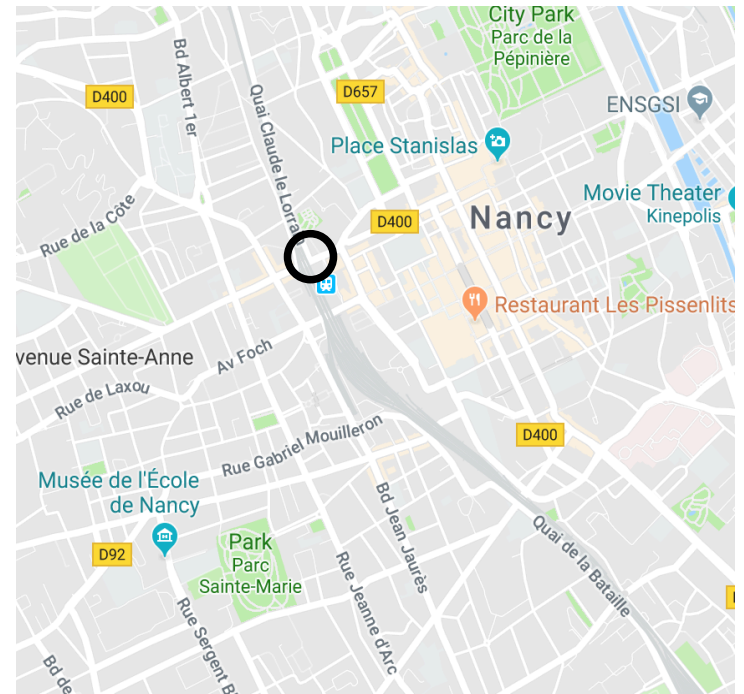 City Park
Parc de la
Pépinière
Bd Albert 1er
D400
D657
Quai Claude le Lorrain
ENSGSI
Place Stanislas
Movie Theater
Kinepolis
Rue de la Côte
D400
Nancy
Restaurant Les Pissenlits
venue Sainte-Anne
Av Foch
Rue de Laxou
Rue Gabriel Mouilleron
D400
Musée de l'École
de Nancy
Bd Jean Jaurès
Quai de la Bataille
Park
Parc
Sainte-Marie
D92
Rue Jeanne d'Arc
Rue Sergent B
Bd de